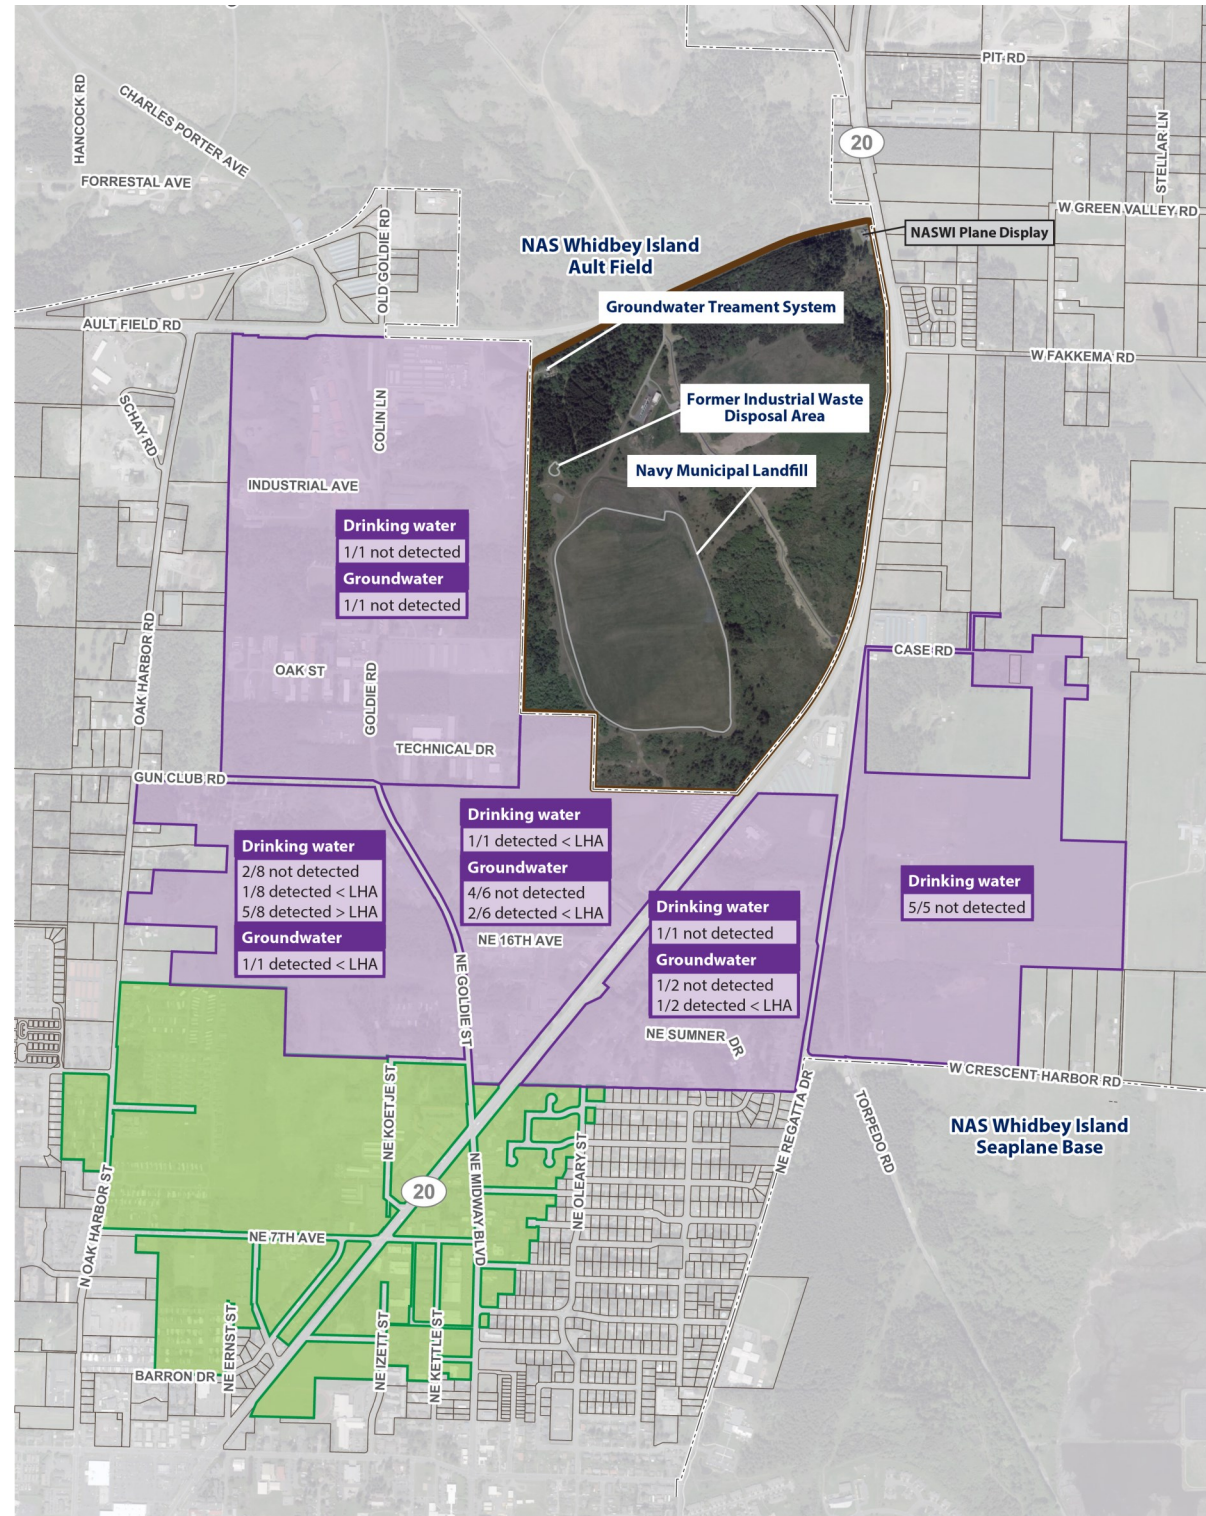 PIT RD
HANCOCK RD
CHARLES PORTER AVE
STELLAR LN
20
FORRESTAL AVE
W GREEN VALLEY RD
OLD GOLDIE RD
NASWI Plane Display
NAS Whidbey Island
Ault Field
Groundwater Treament System
AULT FIELD RD
W FAKKEMA RD
SCHAY RD
COLIN LN
Former Industrial Waste
Disposal Area
Navy Municipal Landfill
INDUSTRIAL AVE
Drinking water
1/1 not detected
Groundwater
1/1 not detected
OAK HARBOR RD
CASE RD
OAK ST
GOLDIE RD
TECHNICAL DR
GUN CLUB RD
Drinking water
1/1 detected < LHA
Groundwater
4/6 not detected
2/6 detected < LHA
Drinking water
2/8 not detected
1/8 detected < LHA
5/8 detected > LHA
Groundwater
1/1 detected < LHA
Drinking water
5/5 not detected
Drinking water
1/1 not detected
Groundwater
1/2 not detected
1/2 detected < LHA
NE 16TH AVE
NE GOLDIE ST
NE SUMNER DR
W CRESCENT HARBOR RD
NE KOETJE ST
NE REGATTA DR
TORPEDO RD
NAS Whidbey Island
Seaplane Base
NE OLEARY ST
N OAK HARBOR ST
20
NE MIDWAY BLVD
NE 7TH AVE
NE ERNST ST
NE IZETT ST
NE KETTLE ST
BARRON DR